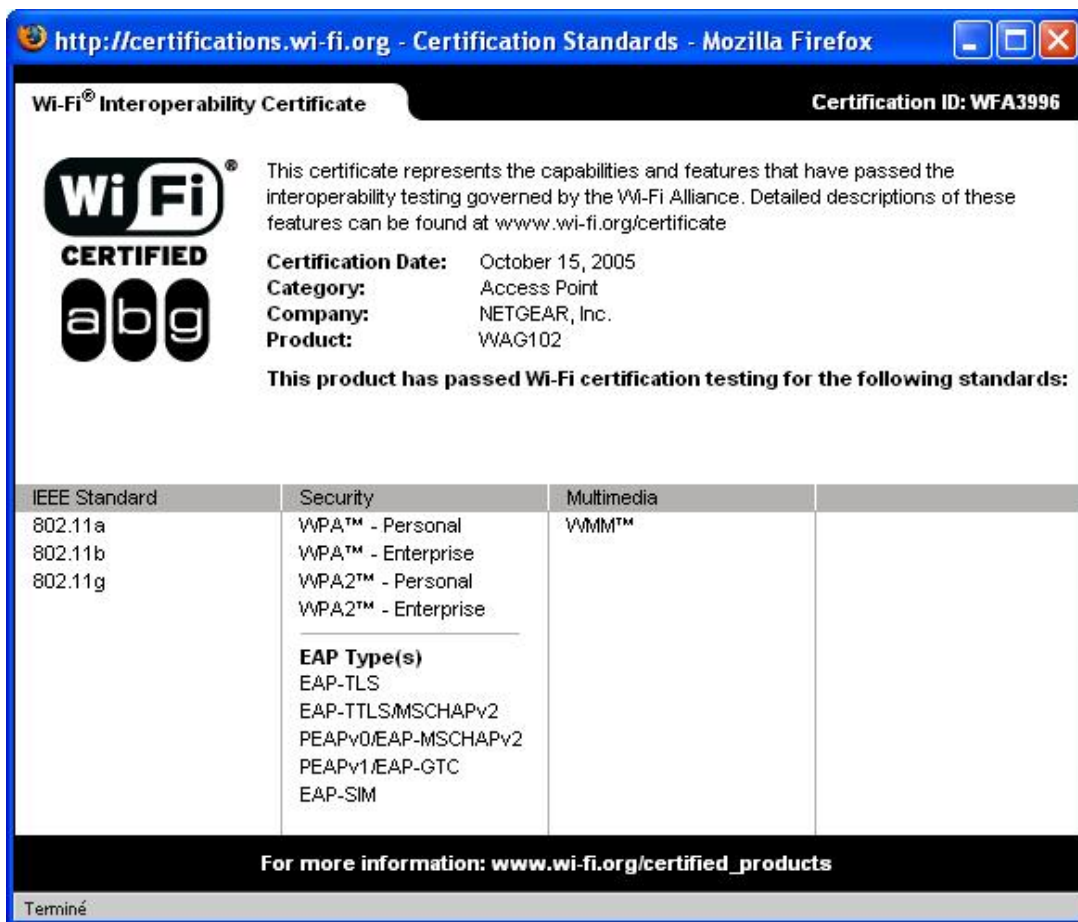 http://certifications.wi-fi.org - Certification Standards - Mozilla Firefox
Wi-Fi® Interoperability Certificate
Certification ID: WFA3996
Wi Fi®
CERTIFIED
a b g
This certificate represents the capabilities and features that have passed the
interoperability testing governed by the Wi-Fi Alliance. Detailed descriptions of these
features can be found at www.wi-fi.org/certificate
Certification Date: October 15, 2005
Category: Access Point
Company: NETGEAR, Inc.
Product: WAG102
This product has passed Wi-Fi certification testing for the following standards:
IEEE Standard
802.11a
802.11b
802.11g
Security
WPA™ - Personal
WPA™ - Enterprise
WPA2™ - Personal
WPA2™ - Enterprise
EAP Type(s)
EAP-TLS
EAP-TTLS/MSCHAPv2
PEAPv0/EAP-MSCHAPv2
PEAPv1/EAP-GTC
EAP-SIM
Multimedia
WMM™
For more information: www.wi-fi.org/certified_products
Terminé